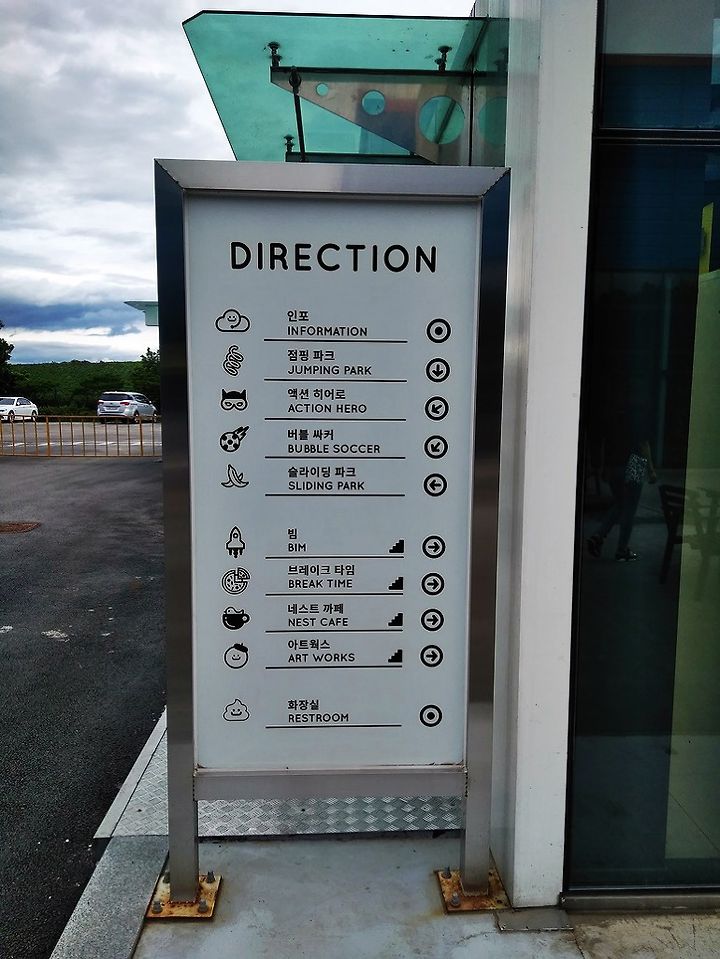 DIRECTION
인포
INFORMATION
점핑 파크
JUMPING PARK
액션 히어로
ACTION HERO
버블 싸커
BUBBLE SOCCER
슬라이딩 파크
SLIDING PARK
빔
BIM
브레이크 타임
BREAK TIME
네스트 까페
NEST CAFE
아트웍스
ART WORKS
화장실
RESTROOM